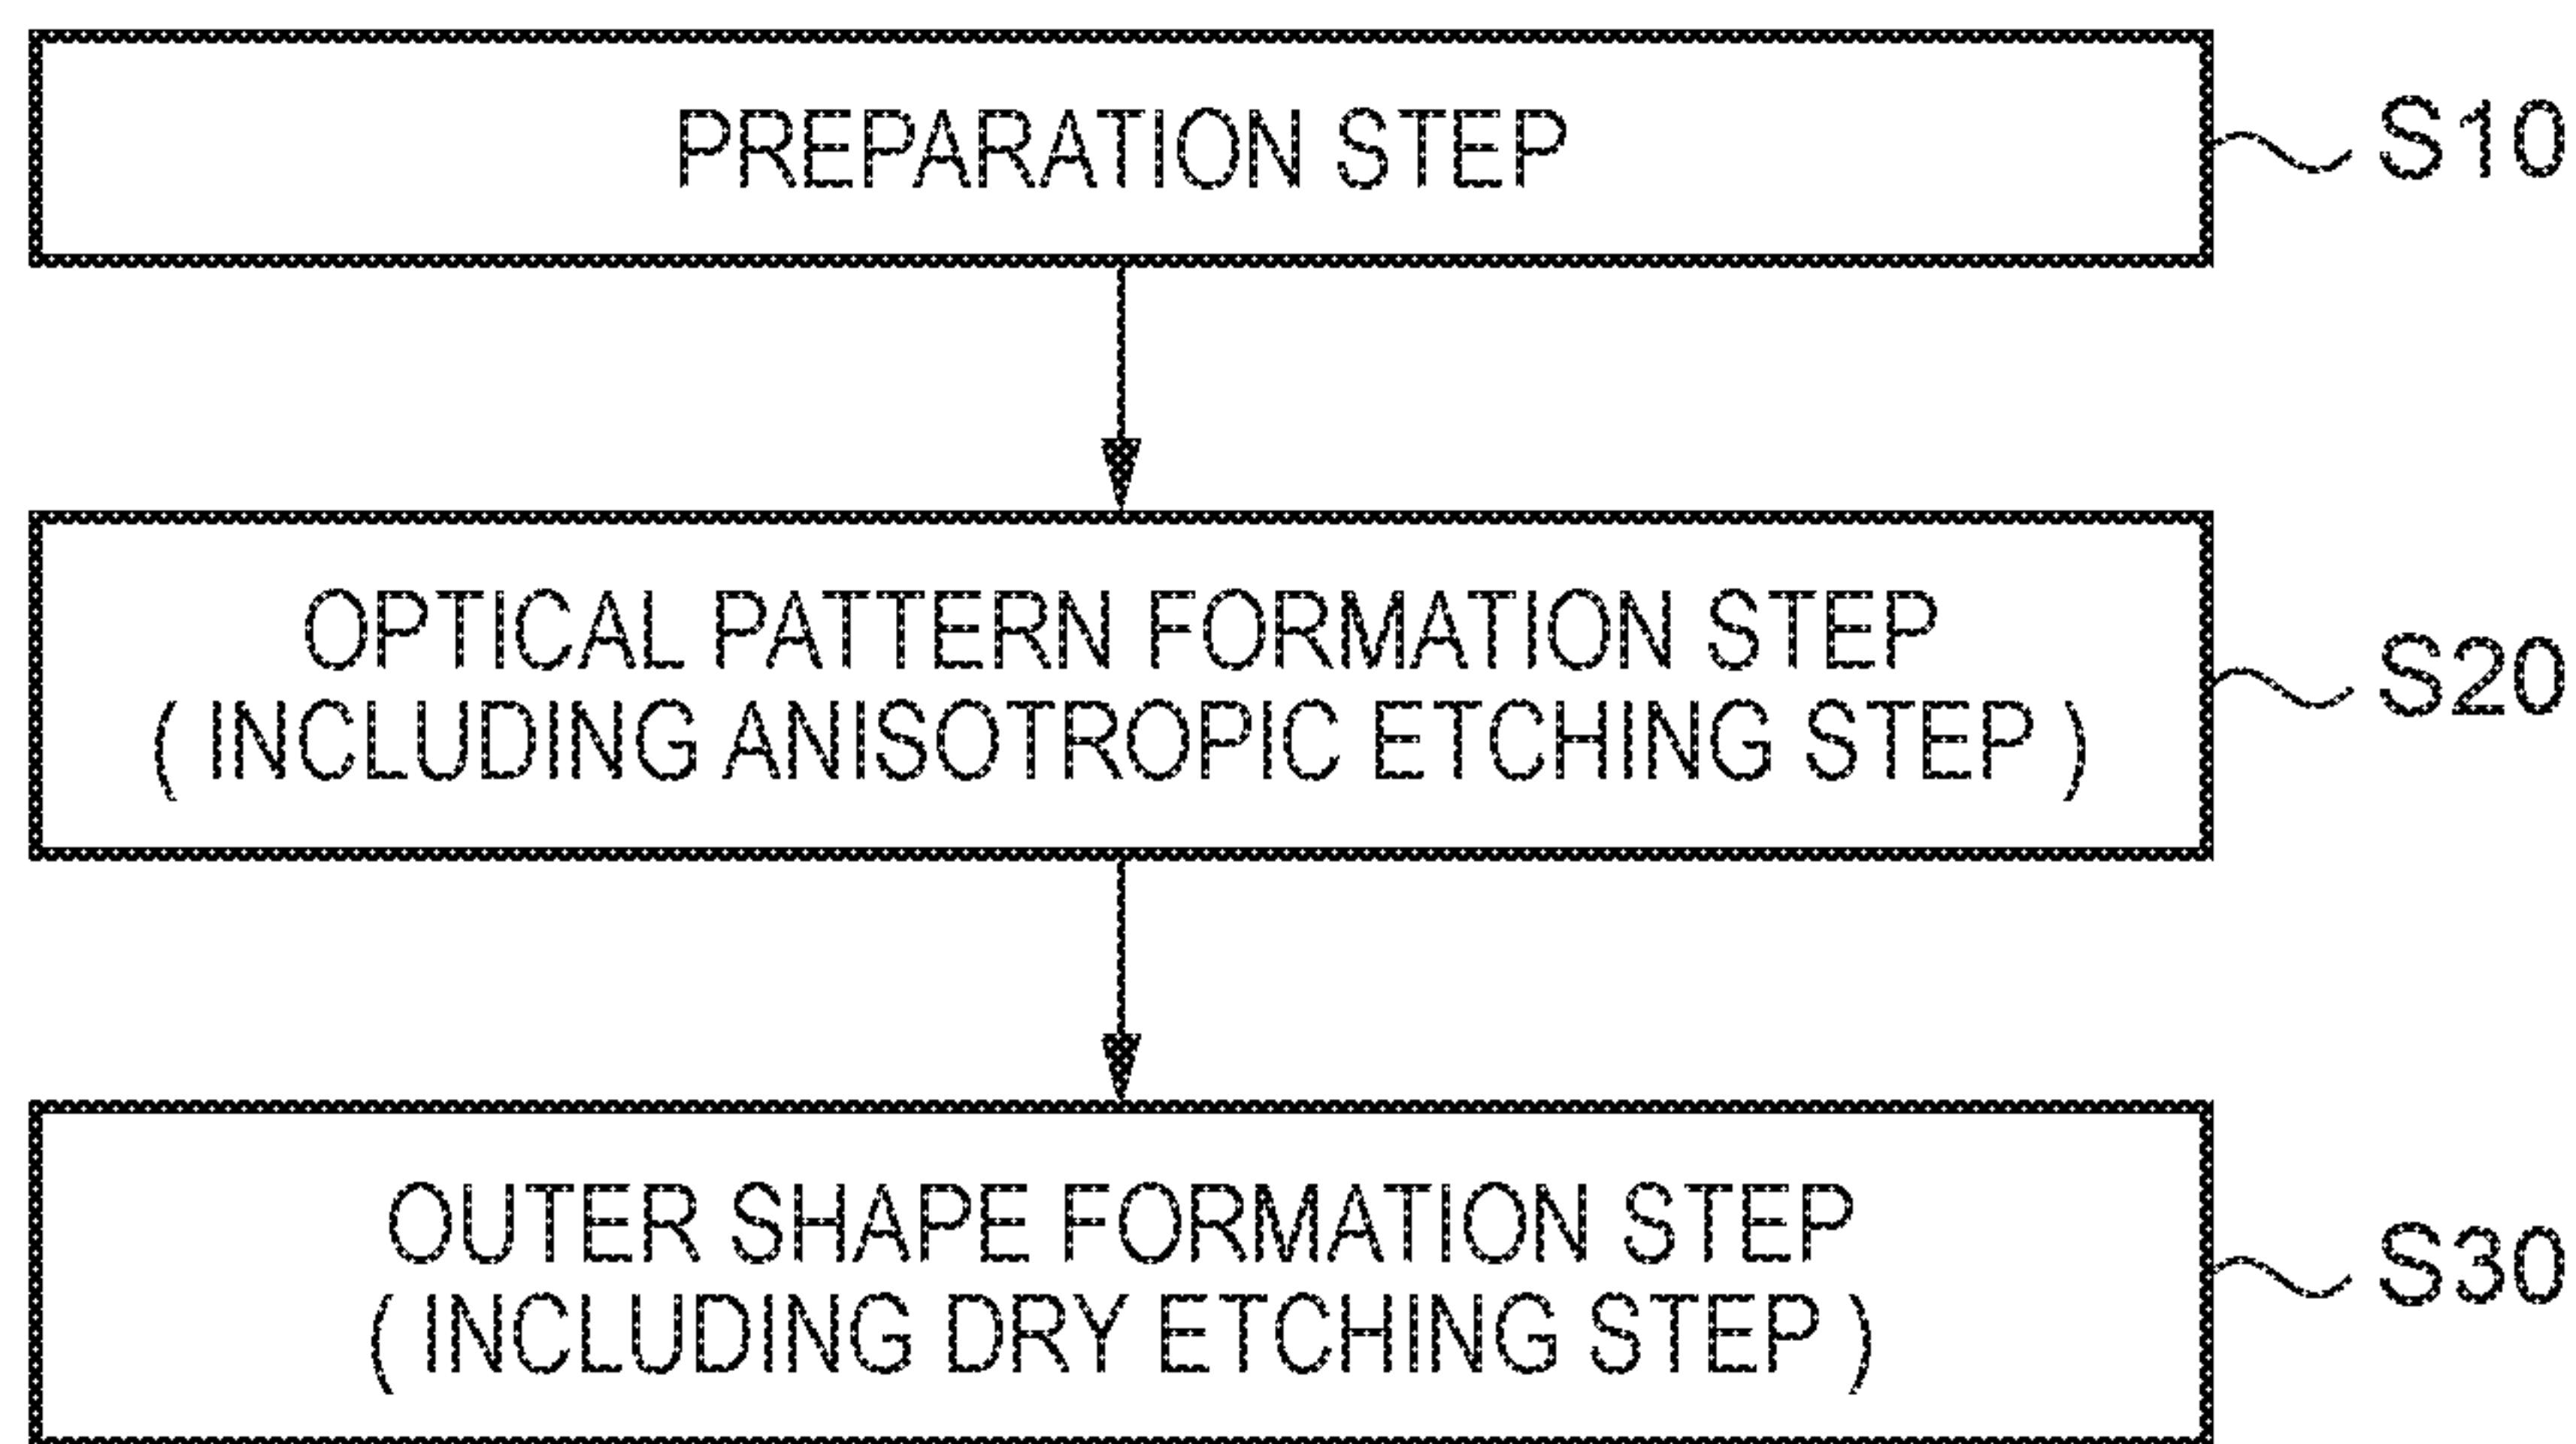 PREPARATION STEP
S10
OPTICAL PATTERN FORMATION STEP
( INCLUDING ANISOTROPIC ETCHING STEP )
S20
OUTER SHAPE FORMATION STEP
( INCLUDING DRY ETCHING STEP )
S30